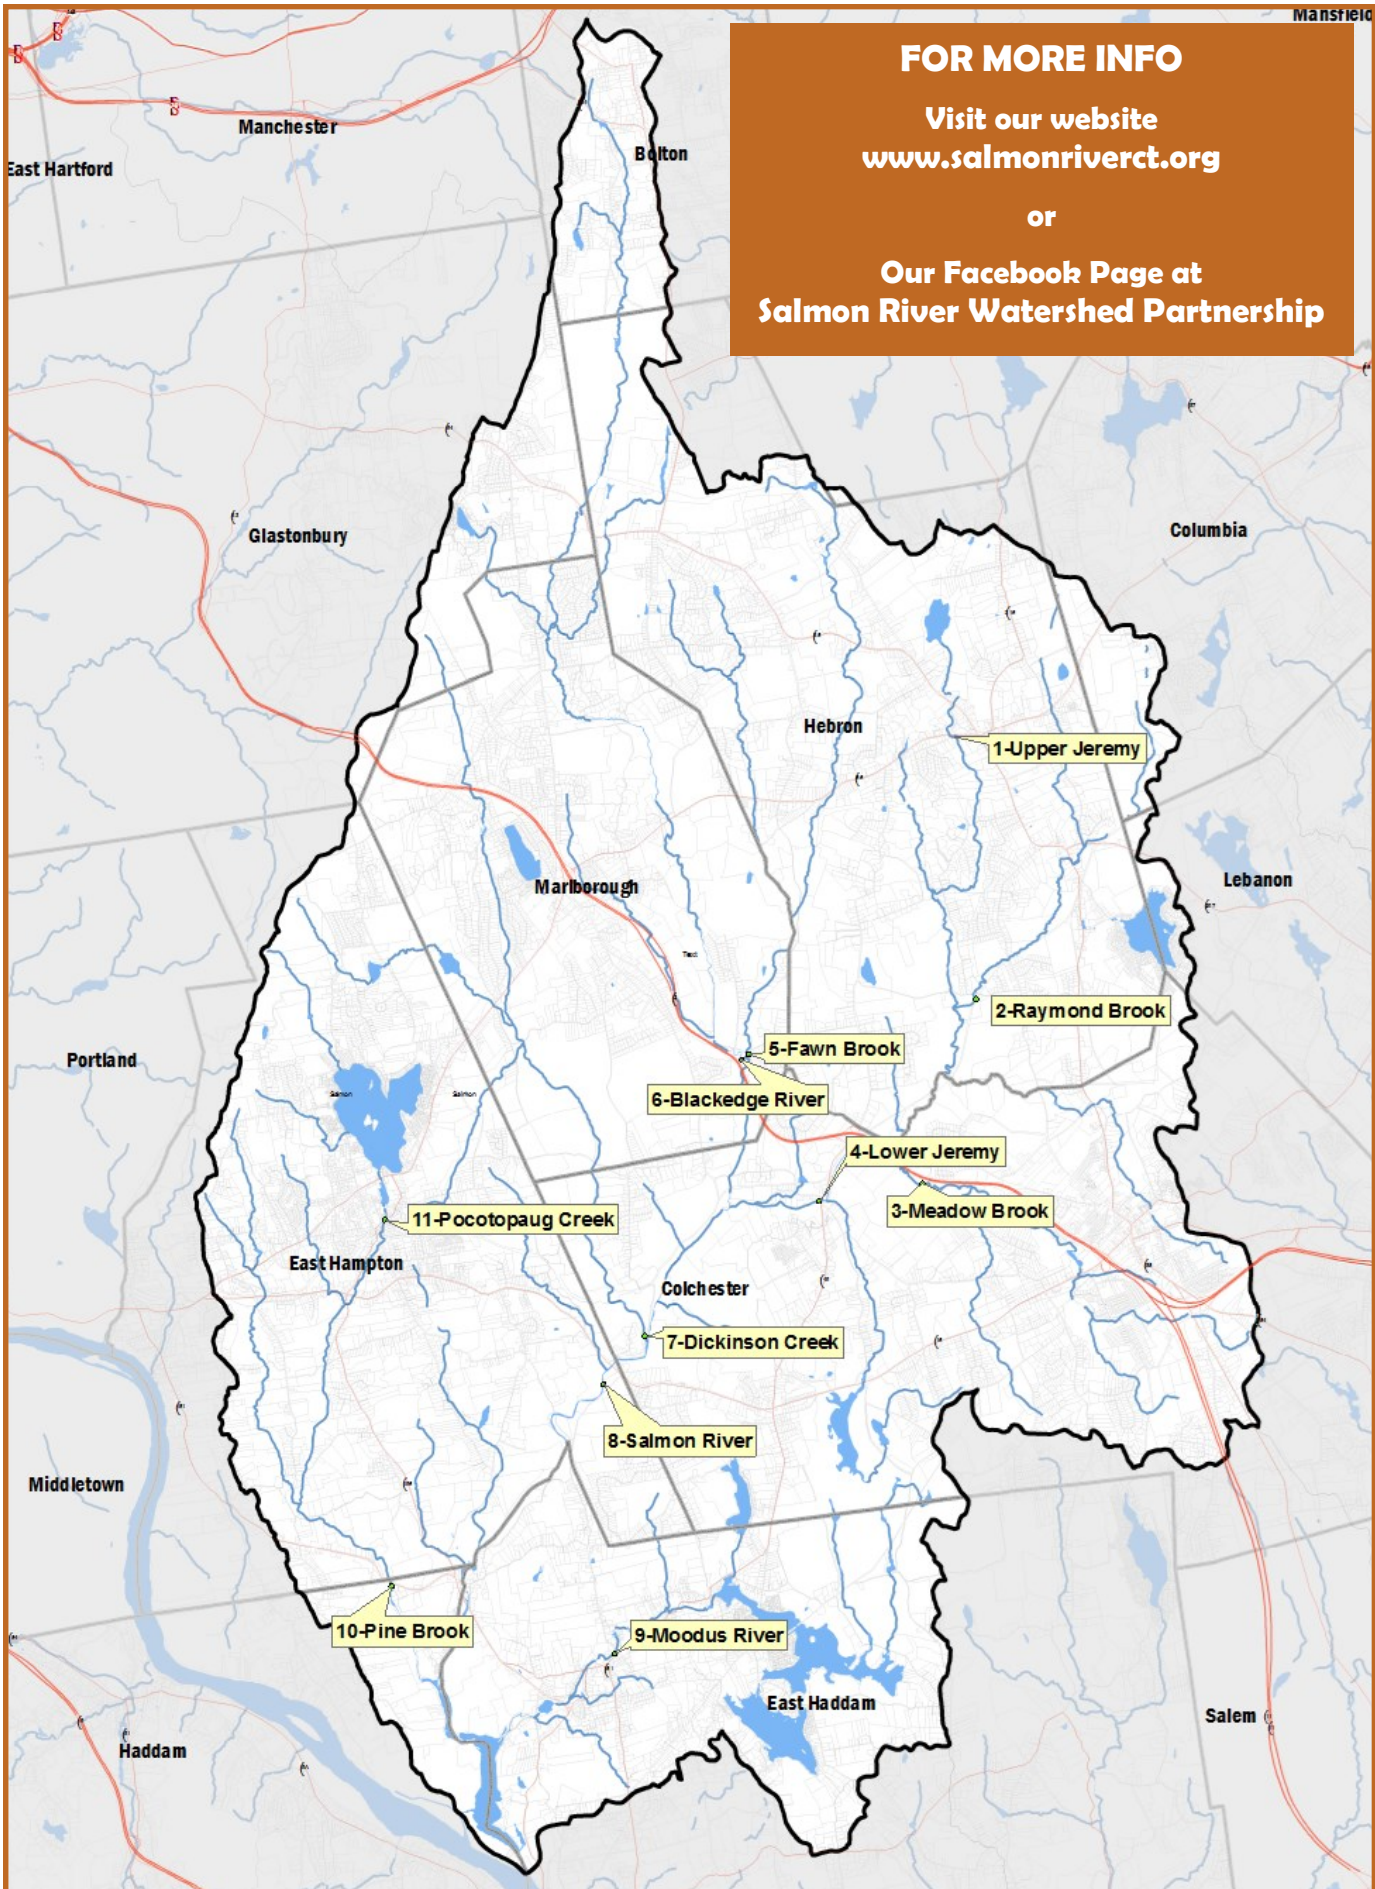 Mansfield
FOR MORE INFO
Visit our website
www.salmonriverct.org
or
Our Facebook Page at
Salmon River Watershed Partnership
Manchester
Bolton
East Hartford
Glastonbury
Columbia
Hebron
1-Upper Jeremy
Marlborough
Lebanon
Text
2-Raymond Brook
5-Fawn Brook
Portland
Salmon
Salmon
6-Blackedge River
4-Lower Jeremy
3-Meadow Brook
11-Pocotopaug Creek
East Hampton
Colchester
7-Dickinson Creek
8-Salmon River
Middletown
10-Pine Brook
9-Moodus River
East Haddam
Salem
Haddam